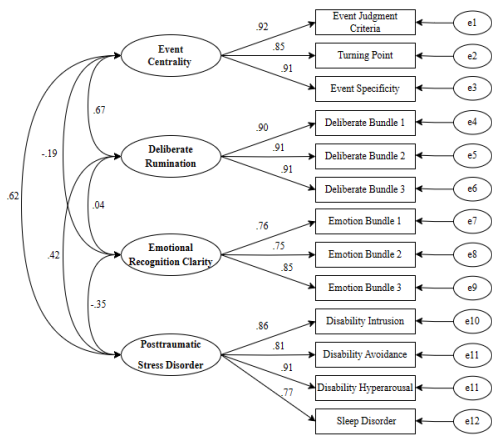 .92
Event Judgment
Criteria
e1
Event
Centrality
.85
Turning Point
e2
.91
Event Specificity
e3
.67
.90
Deliberate Bundle 1
e4
Deliberate
Rumination
.91
Deliberate Bundle 2
e5
-.19
.91
Deliberate Bundle 3
e6
.62
.04
.76
Emotion Bundle 1
e7
.42
Emotional
Recognition Clarity
.75
Emotion Bundle 2
e8
.85
Emotion Bundle 3
e9
-.35
.86
Disability Intrusion
e10
Posttraumatic
Stress Disorder
.81
Disability Avoidance
e11
.91
Disability Hyperarousal
e11
.77
Sleep Disorder
e12